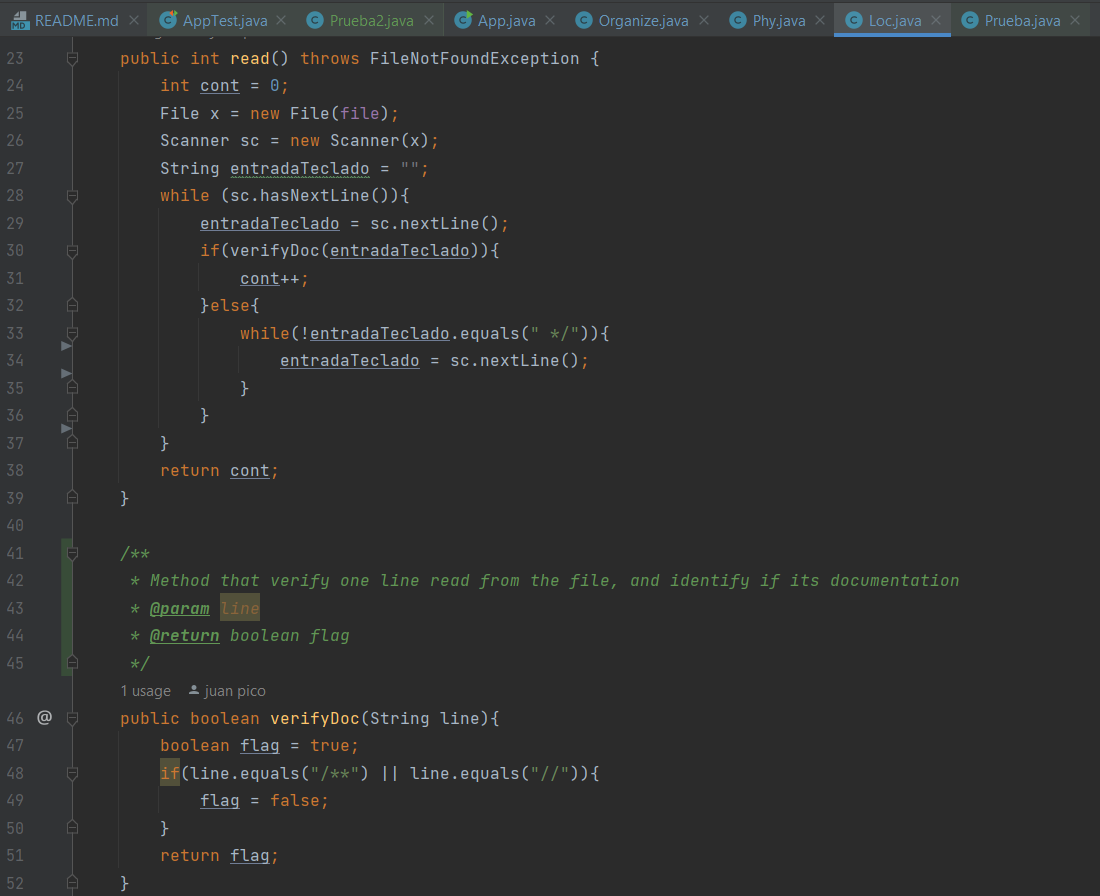 README.md AppTest.java Prueba2.java App.java Organize.java Phy.java Loc.java Prueba.java
23 public int read() throws FileNotFoundException {
24 int cont = 0;
25 File x = new File(file);
26 Scanner sc = new Scanner(x);
27 String entradaTeclado = "";
28 while (sc.hasNextLine()){
29 entradaTeclado = sc.nextLine();
30 if(verifyDoc(entradaTeclado)){
31 cont++;
32 }else{
33 while(!entradaTeclado.equals(" */")){
34 entradaTeclado = sc.nextLine();
35 }
36 }
37 }
38 return cont;
39 }
40
41 /**
42 * Method that verify one line read from the file, and identify if its documentation
43 * @param line
44 * @return boolean flag
45 */
1 usage juan pico
46 @ public boolean verifyDoc(String line){
47 boolean flag = true;
48 if(line.equals("/**") || line.equals("//")){
49 flag = false;
50 }
51 return flag;
52 }